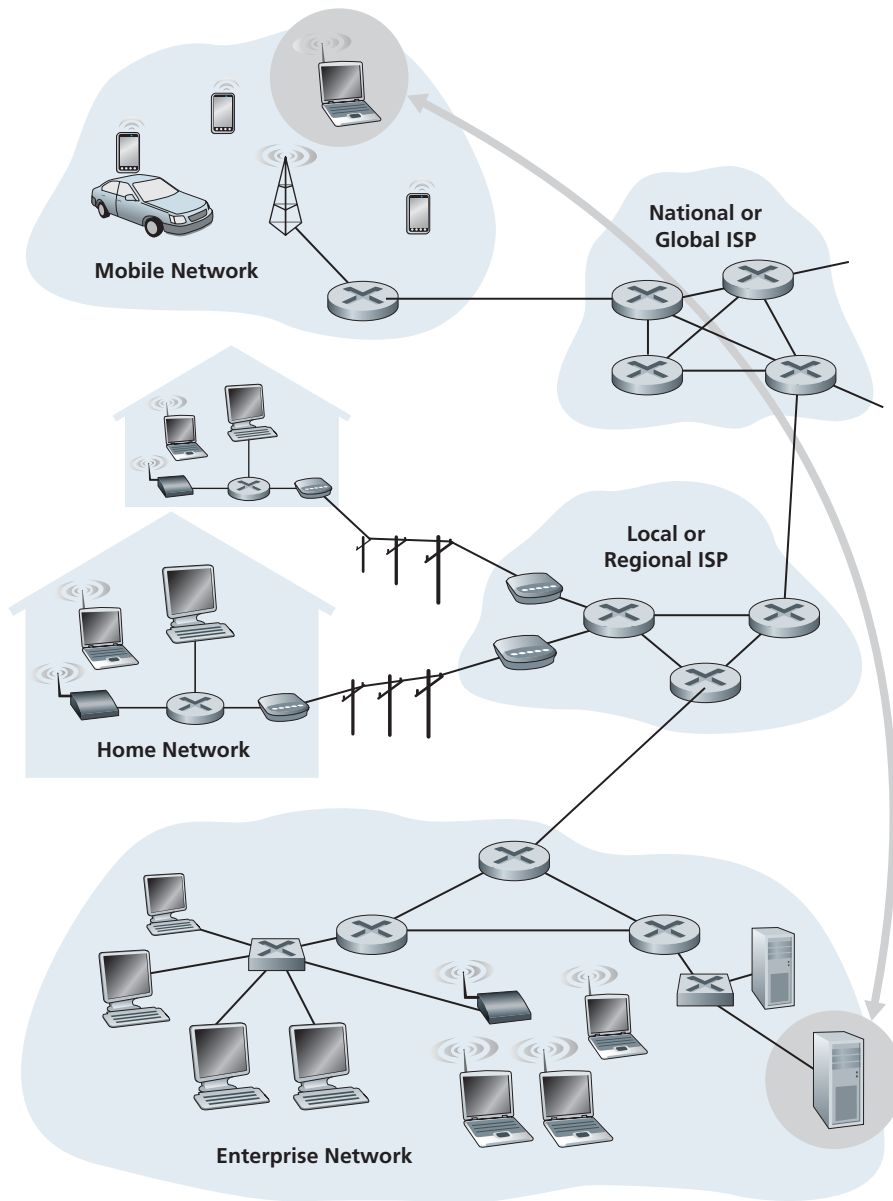 National or
Global ISP
Mobile Network
Local or
Regional ISP
Home Network
Enterprise Network